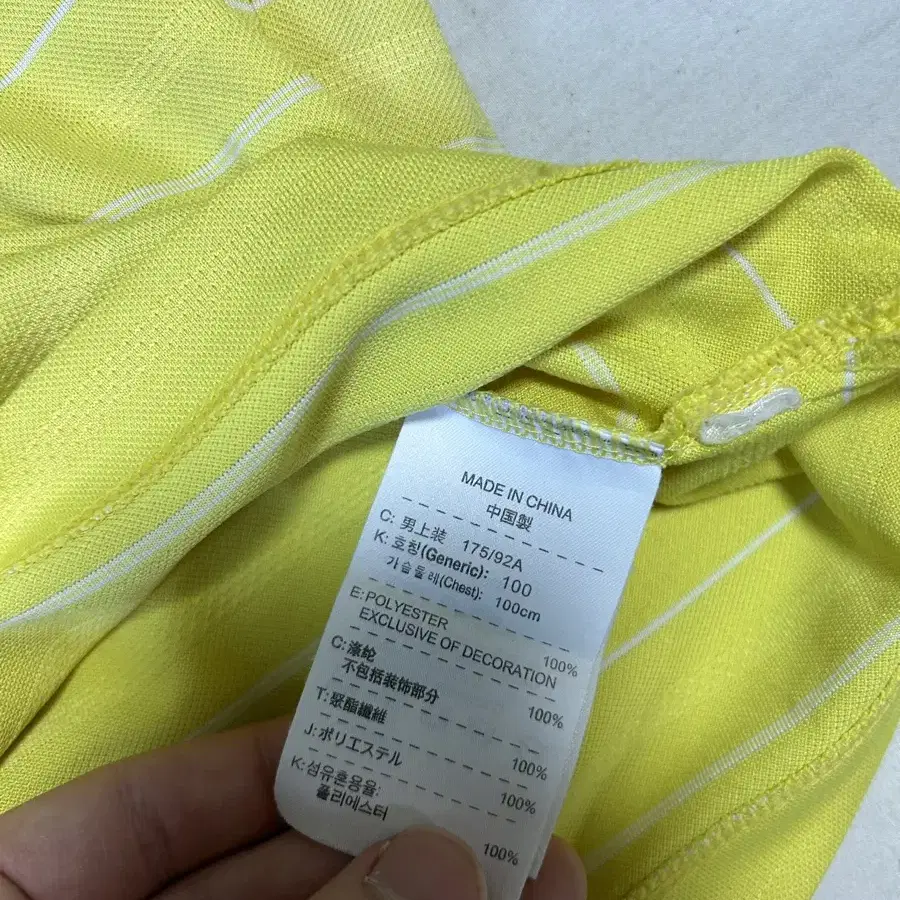 MADE IN CHINA
中国製
C: 男上装 175/92A
K: 호칭(Generic): 100
가슴둘레(Chest): 100cm
E: POLYESTER 100%
EXCLUSIVE OF DECORATION
C: 涤纶 100%
不包括装饰部分
T: 聚酯纖維 100%
J: ポリエステル 100%
K: 섬유혼용율:
폴리에스터 100%